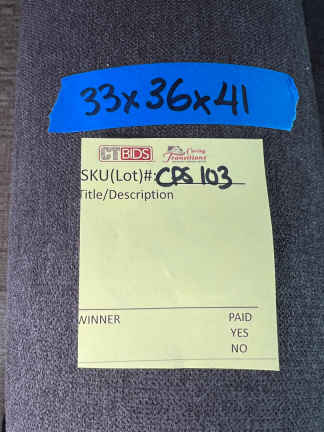 33x36x41
CTBIDS Caring Transitions
SKU(Lot)#: CPS 103
Title/Description
WINNER PAID
YES
NO